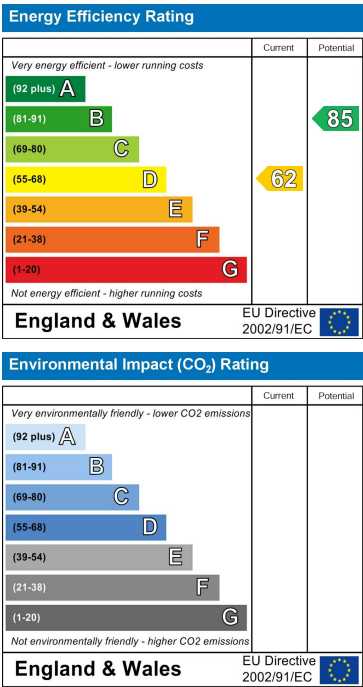 Energy Efficiency Rating
Current Potential
Very energy efficient - lower running costs
(92 plus) A
(81-91) B
85
(69-80) C
(55-68) D
62
(39-54) E
(21-38) F
(1-20) G
Not energy efficient - higher running costs
England & Wales
EU Directive
2002/91/EC
Environmental Impact (CO₂) Rating
Current Potential
Very environmentally friendly - lower CO2 emissions
(92 plus) A
(81-91) B
(69-80) C
(55-68) D
(39-54) E
(21-38) F
(1-20) G
Not environmentally friendly - higher CO2 emissions
England & Wales
EU Directive
2002/91/EC